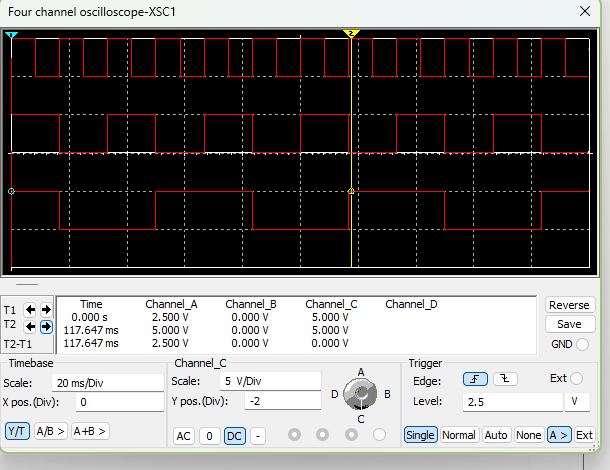 Four channel oscilloscope-XSC1
1 2
Time Channel_A Channel_B Channel_C Channel_D
T1 0.000 s 2.500 V 0.000 V 5.000 V
T2 117.647 ms 5.000 V 0.000 V 5.000 V
T2-T1 117.647 ms 2.500 V 0.000 V 0.000 V
Reverse
Save
GND
Timebase
Scale: 20 ms/Div
X pos.(Div): 0
Y/T A/B > A+B >
Channel_C
Scale: 5 V/Div
Y pos.(Div): -2
A
D B
C
AC 0 DC -
Trigger
Edge: Ext
Level: 2.5 V
Single Normal Auto None A > Ext